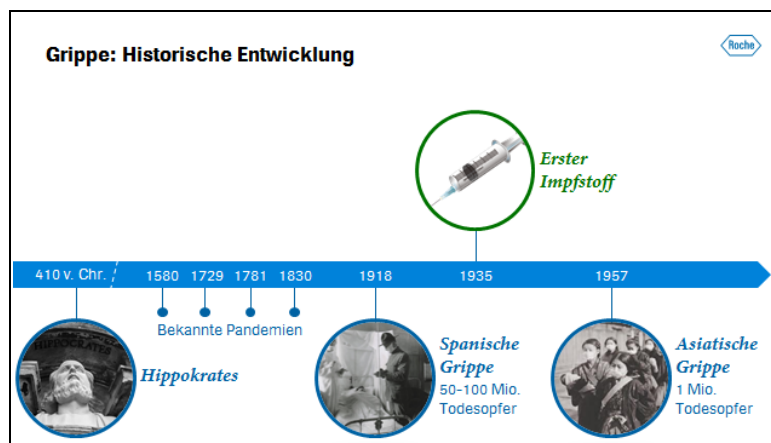 Grippe: Historische Entwicklung
Roche
Erster
Impfstoff
410 v. Chr.
1580
1729
1781
1830
1918
1935
1957
Bekannte Pandemien
HIPPOCRATES
Hippokrates
Spanische
Grippe
50-100 Mio.
Todesopfer
Asiatische
Grippe
1 Mio.
Todesopfer